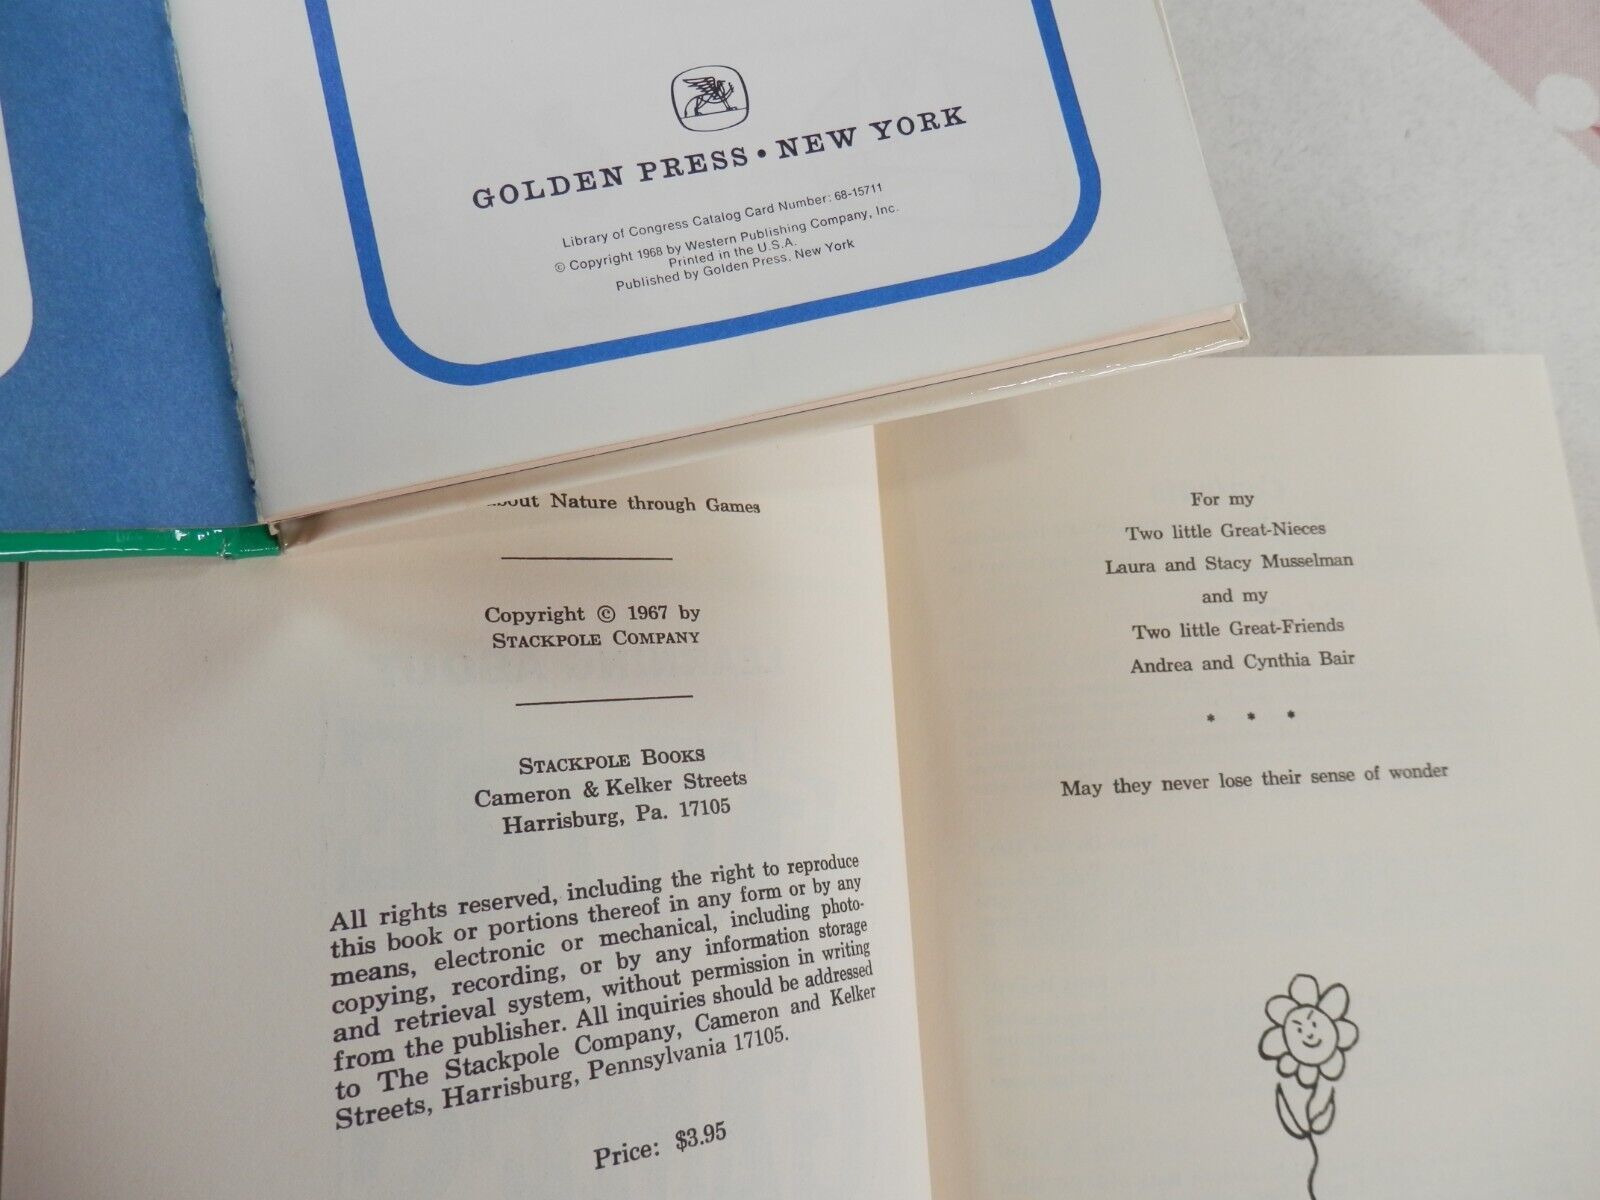 GOLDEN PRESS • NEW YORK
Library of Congress Catalog Card Number: 68-15711
© Copyright 1968 by Western Publishing Company, Inc.
Printed in the U.S.A.
Published by Golden Press, New York
Nature through Games
Copyright © 1967 by
STACKPOLE COMPANY
STACKPOLE BOOKS
Cameron & Kelker Streets
Harrisburg, Pa. 17105
All rights reserved, including the right to reproduce
this book or portions thereof in any form or by any
means, electronic or mechanical, including photo-
copying, recording, or by any information storage
and retrieval system, without permission in writing
from the publisher. All inquiries should be addressed
to The Stackpole Company, Cameron and Kelker
Streets, Harrisburg, Pennsylvania 17105.
Price: $3.95
For my
Two little Great-Nieces
Laura and Stacy Musselman
and my
Two little Great-Friends
Andrea and Cynthia Bair
* * *
May they never lose their sense of wonder